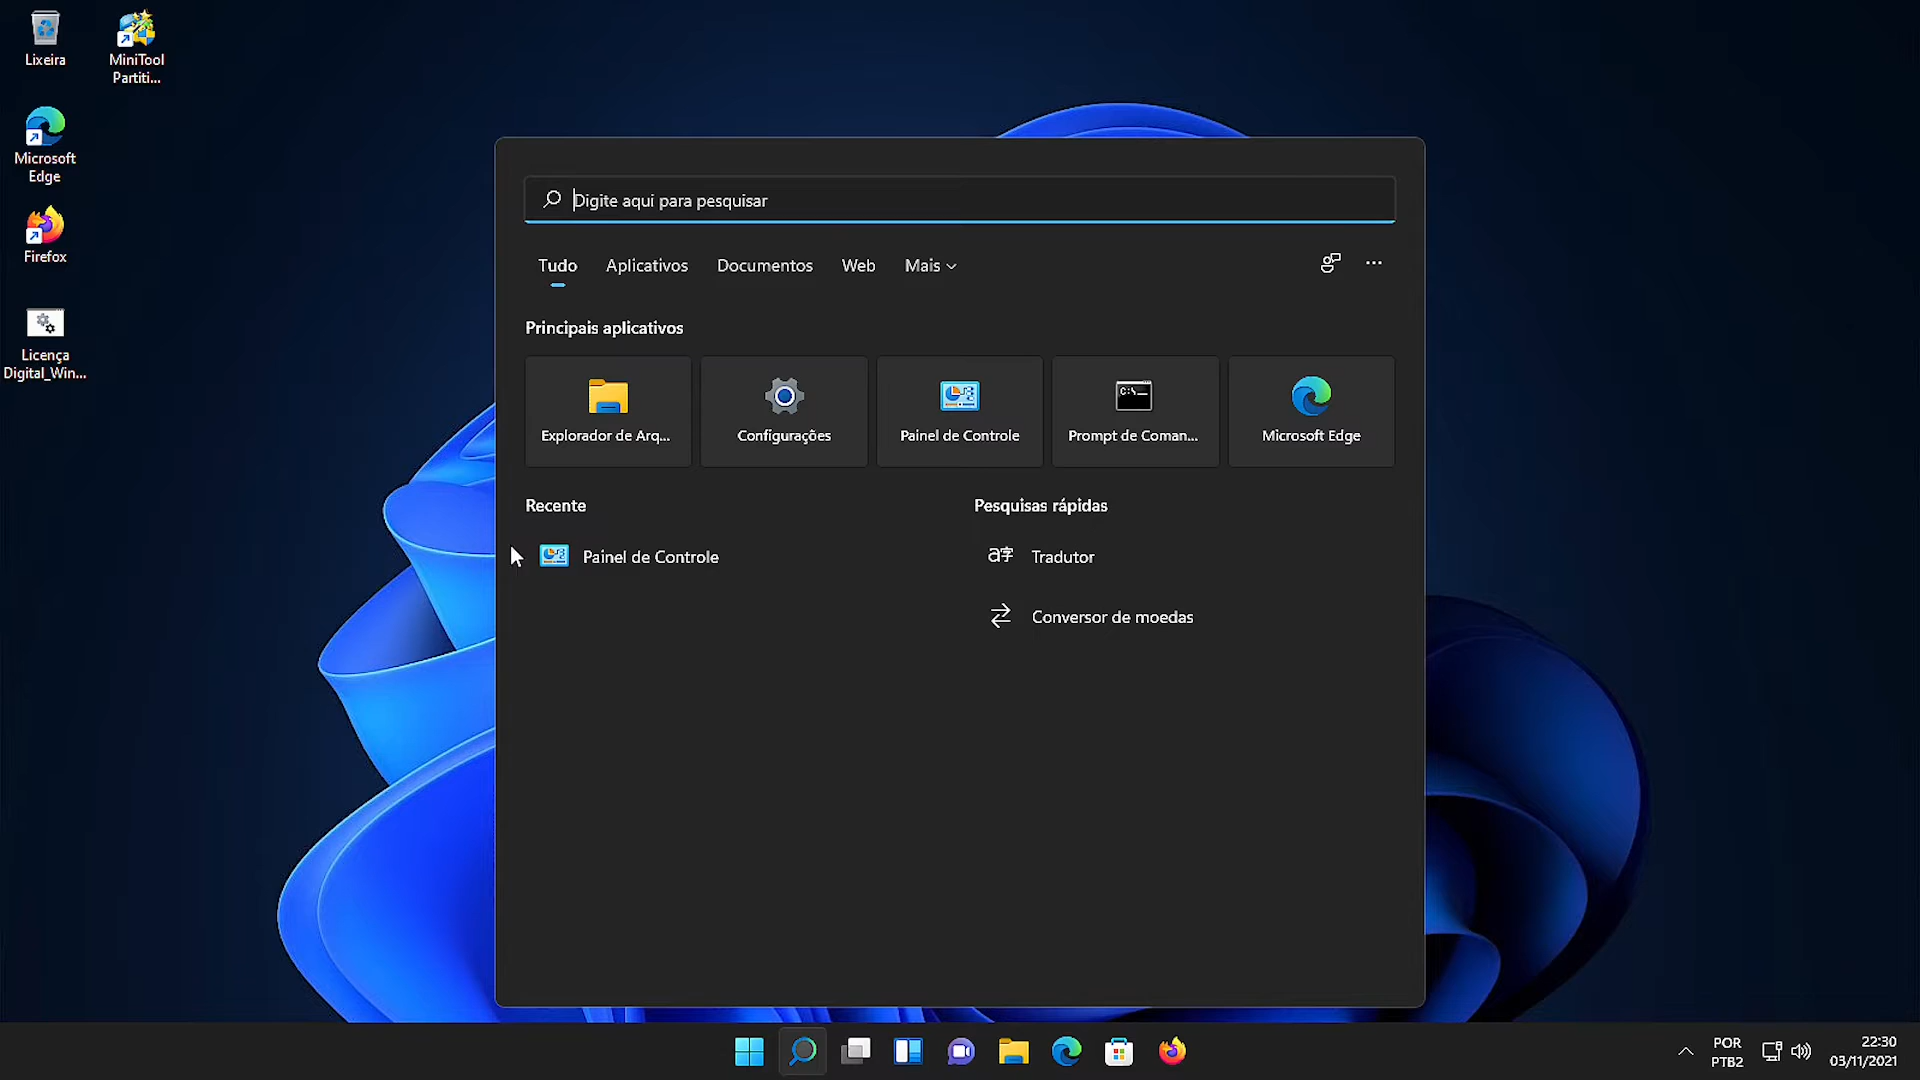 Lixeira
MiniTool
Partiti...
Microsoft
Edge
Firefox
Licença
Digital_Win...
Digite aqui para pesquisar
Tudo
Aplicativos
Documentos
Web
Mais
Principais aplicativos
Explorador de Arq...
Configurações
Painel de Controle
C:\
Prompt de Coman...
Microsoft Edge
Recente
Pesquisas rápidas
Painel de Controle
a字
Tradutor
Conversor de moedas
POR
PTB2
22:30
03/11/2021